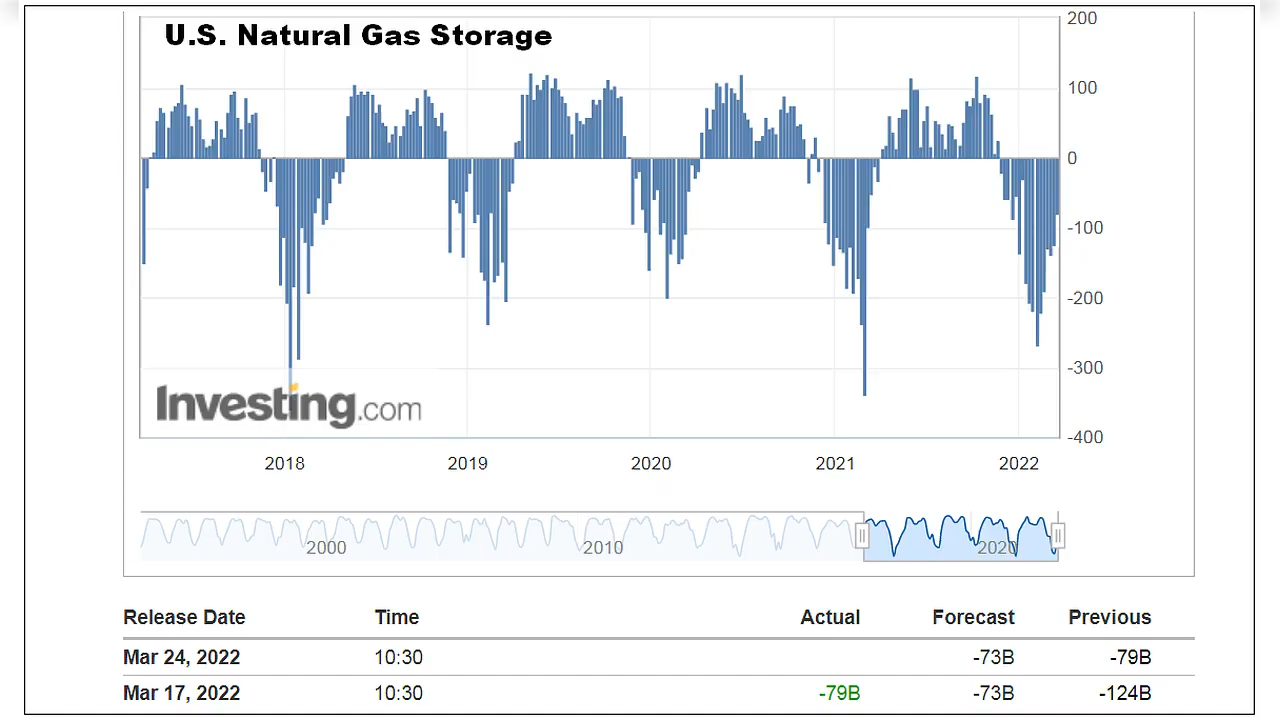 U.S. Natural Gas Storage
200
100
0
-100
-200
-300
-400
Investing.com
2018 2019 2020 2021 2022
2000 2010 2020
Release Date Time Actual Forecast Previous
Mar 24, 2022 10:30 -73B -79B
Mar 17, 2022 10:30 -79B -73B -124B